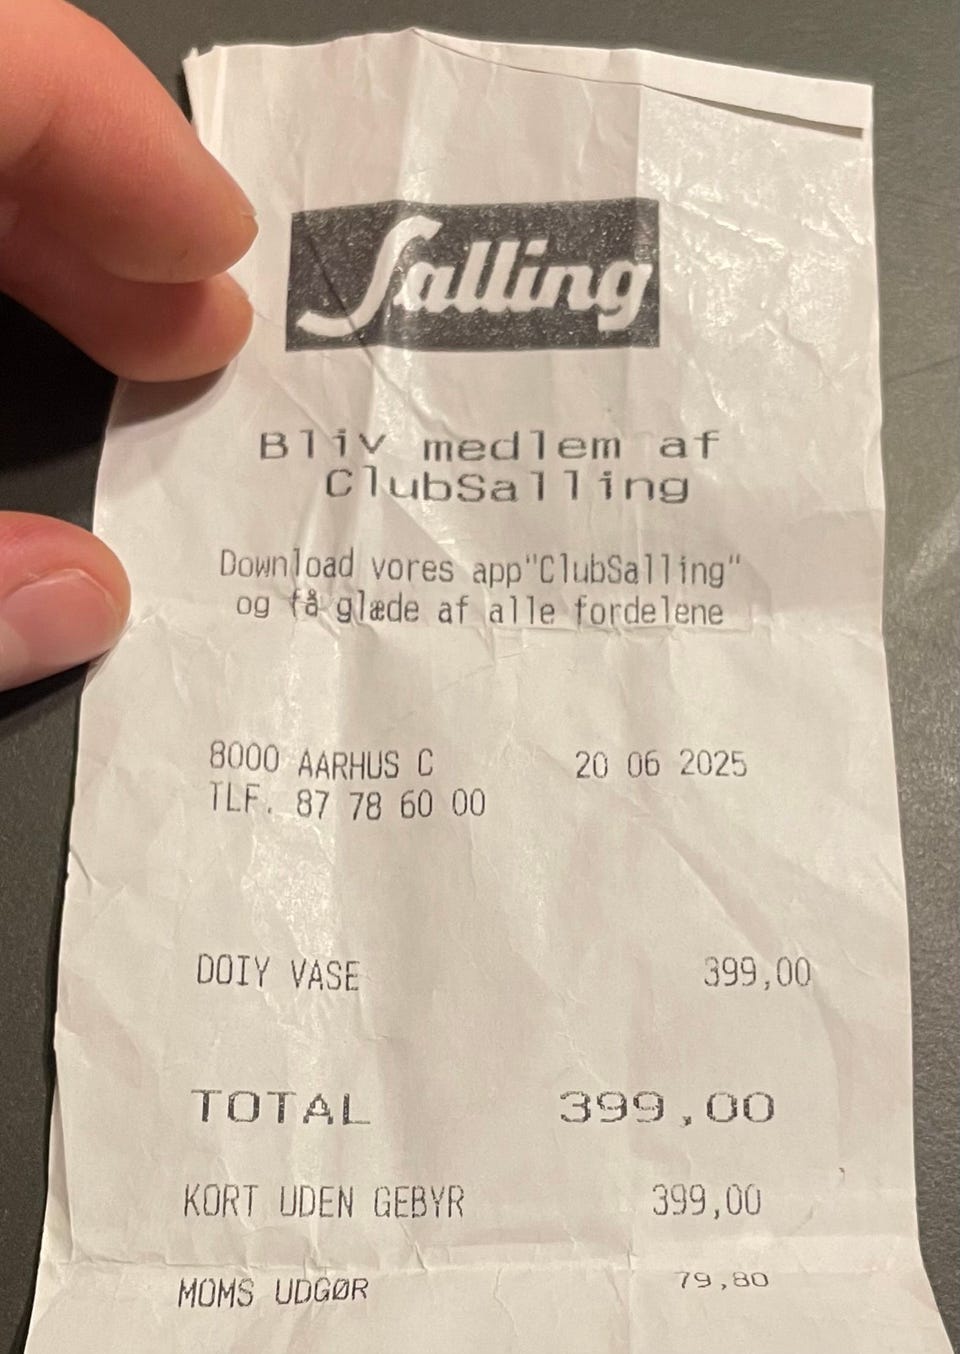 Salling
Bliv medlem af
ClubSalling
Download vores app"ClubSalling"
og få glæde af alle fordelene
8000 AARHUS C 20 06 2025
TLF. 87 78 60 00
DOIY VASE 399,00
TOTAL 399,00
KORT UDEN GEBYR 399,00
MOMS UDGØR 79,80